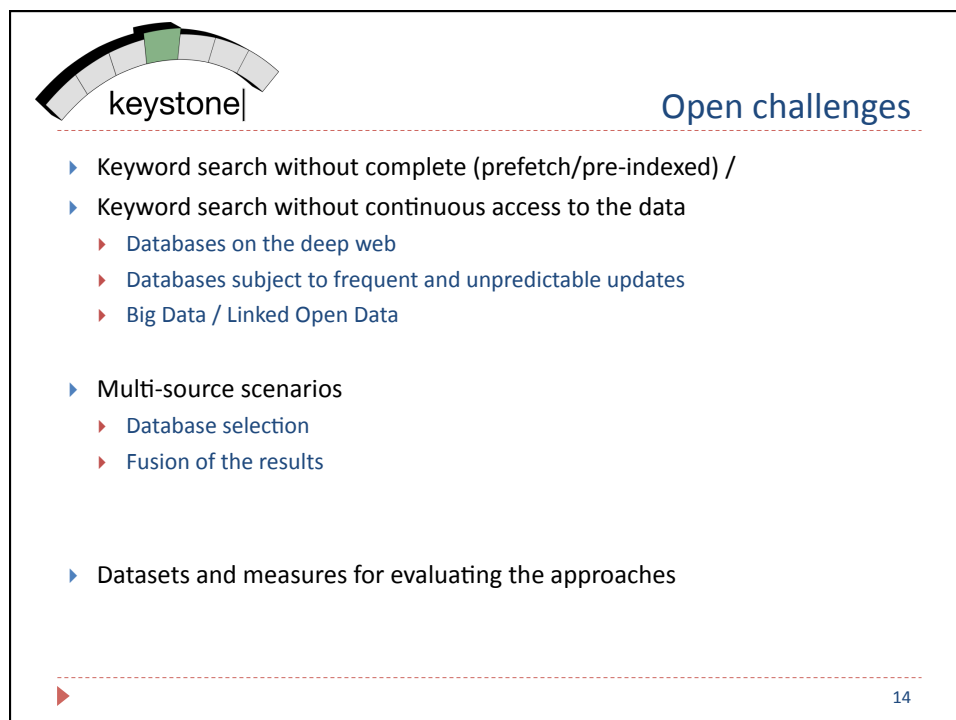 keystone
Open challenges
Keyword search without complete (prefetch/pre-indexed) /
Keyword search without continuous access to the data
Databases on the deep web
Databases subject to frequent and unpredictable updates
Big Data / Linked Open Data
Multi-source scenarios
Database selection
Fusion of the results
Datasets and measures for evaluating the approaches
14